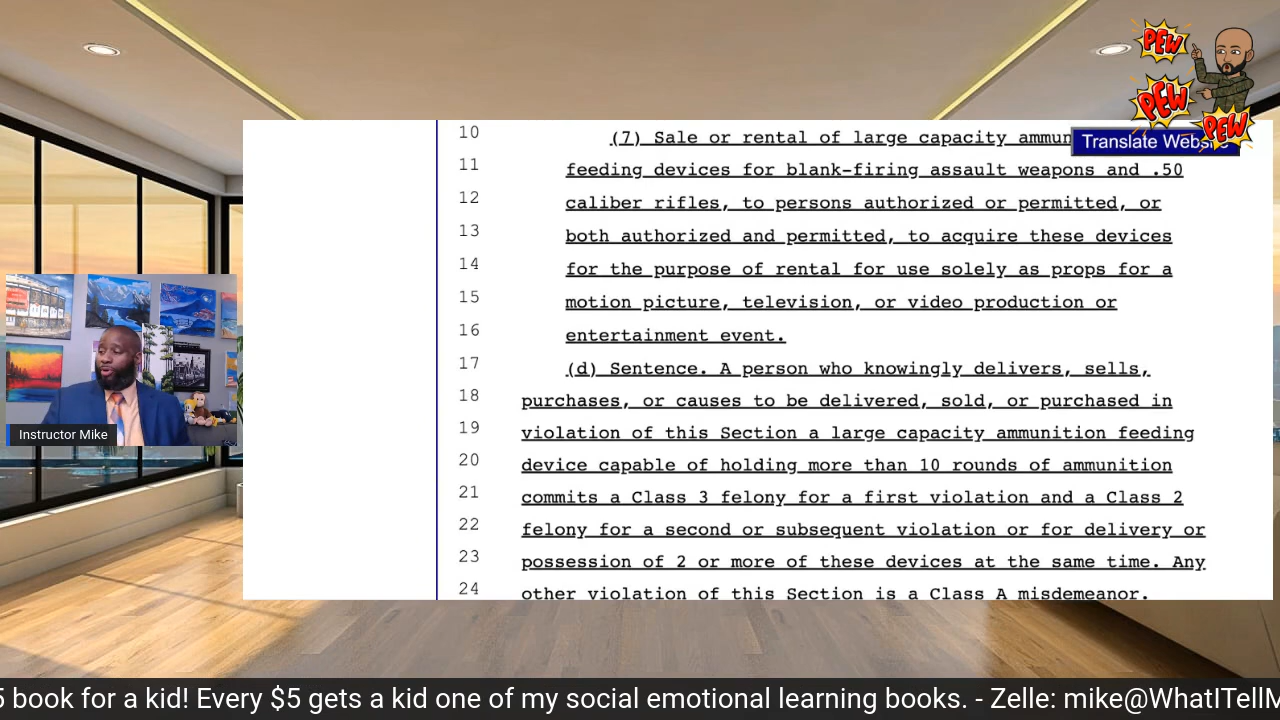 PEW
PEW
PEW
Translate Website
10 (7) Sale or rental of large capacity
11 feeding devices for blank-firing assault weapons and .50
12 caliber rifles, to persons authorized or permitted, or
13 both authorized and permitted, to acquire these devices
14 for the purpose of rental for use solely as props for a
15 motion picture, television, or video production or
16 entertainment event.
17 (d) Sentence. A person who knowingly delivers, sells,
18 purchases, or causes to be delivered, sold, or purchased in
19 violation of this Section a large capacity ammunition feeding
20 device capable of holding more than 10 rounds of ammunition
21 commits a Class 3 felony for a first violation and a Class 2
22 felony for a second or subsequent violation or for delivery or
23 possession of 2 or more of these devices at the same time. Any
24 other violation of this Section is a Class A misdemeanor.
Instructor Mike
5 book for a kid! Every $5 gets a kid one of my social emotional learning books. - Zelle: mike@WhatITellM